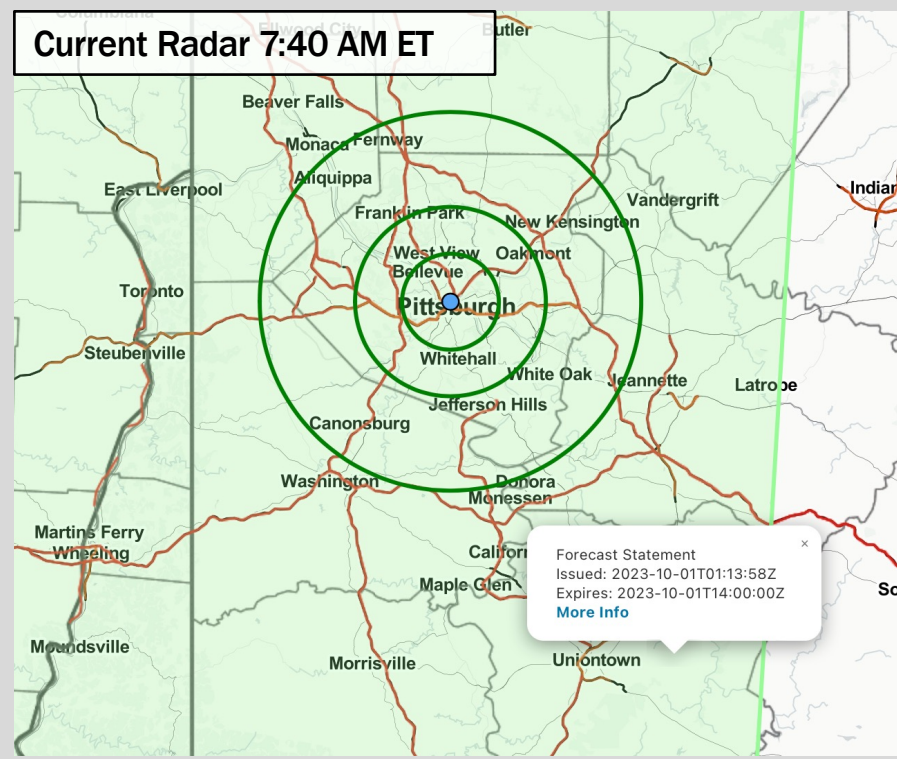 Current Radar 7:40 AM ET
Columbiana
Ellwood City
Butler
Beaver Falls
Monaca
Fernway
Aliquippa
East Liverpool
Vandergrift
Franklin Park
New Kensington
West View
Oakmont
Bellevue
Toronto
Pittsburgh
Steubenville
Whitehall
White Oak
Jeannette
Latrobe
Jefferson Hills
Canonsburg
Washington
Donora
Monessen
Martins Ferry
Wheeling
Maple Glen
×
Forecast Statement
Issued: 2023-10-01T01:13:58Z
Expires: 2023-10-01T14:00:00Z
More Info
Moundsville
Morrisville
Uniontown